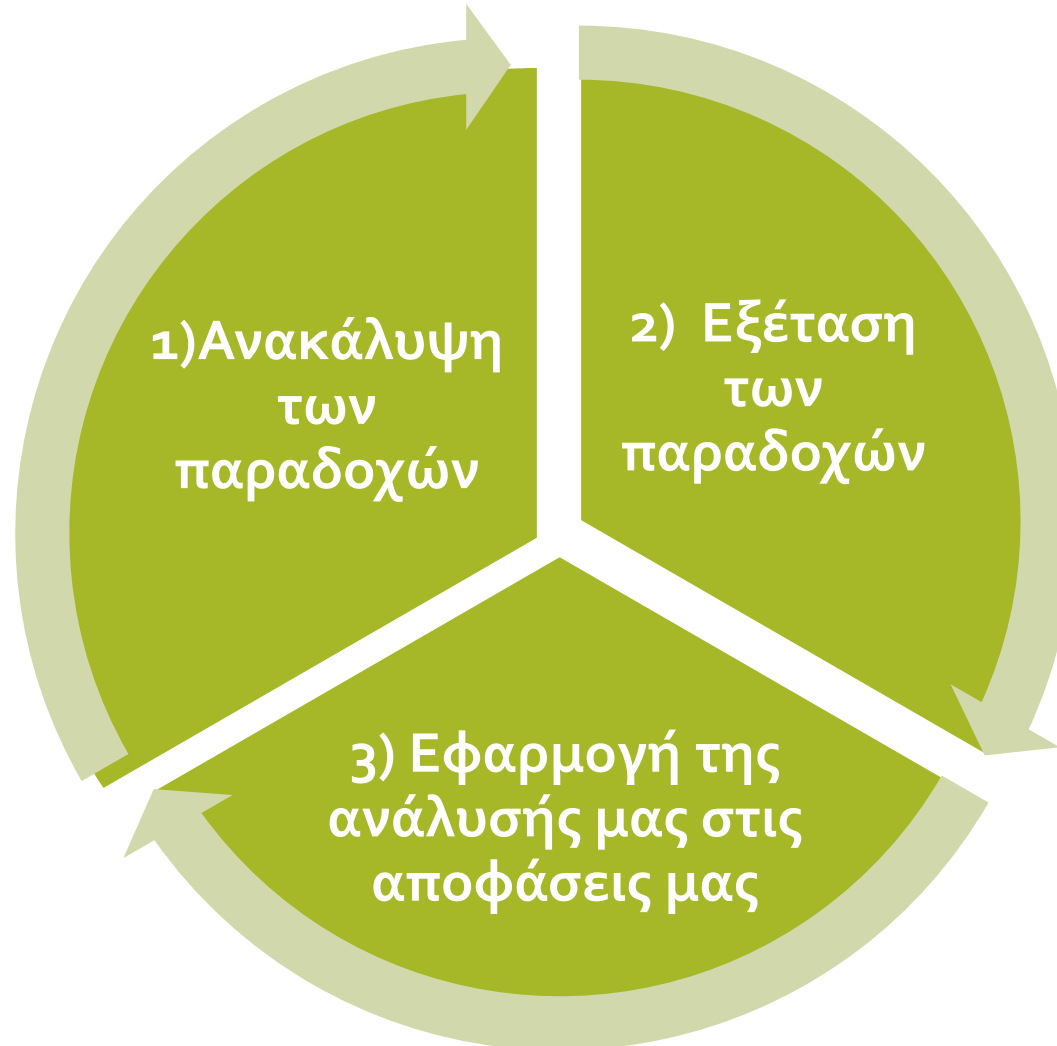 1)Ανακάλυψη
των
παραδοχών
2) Εξέταση
των
παραδοχών
3) Εφαρμογή της
ανάλυσής μας στις
αποφάσεις μας